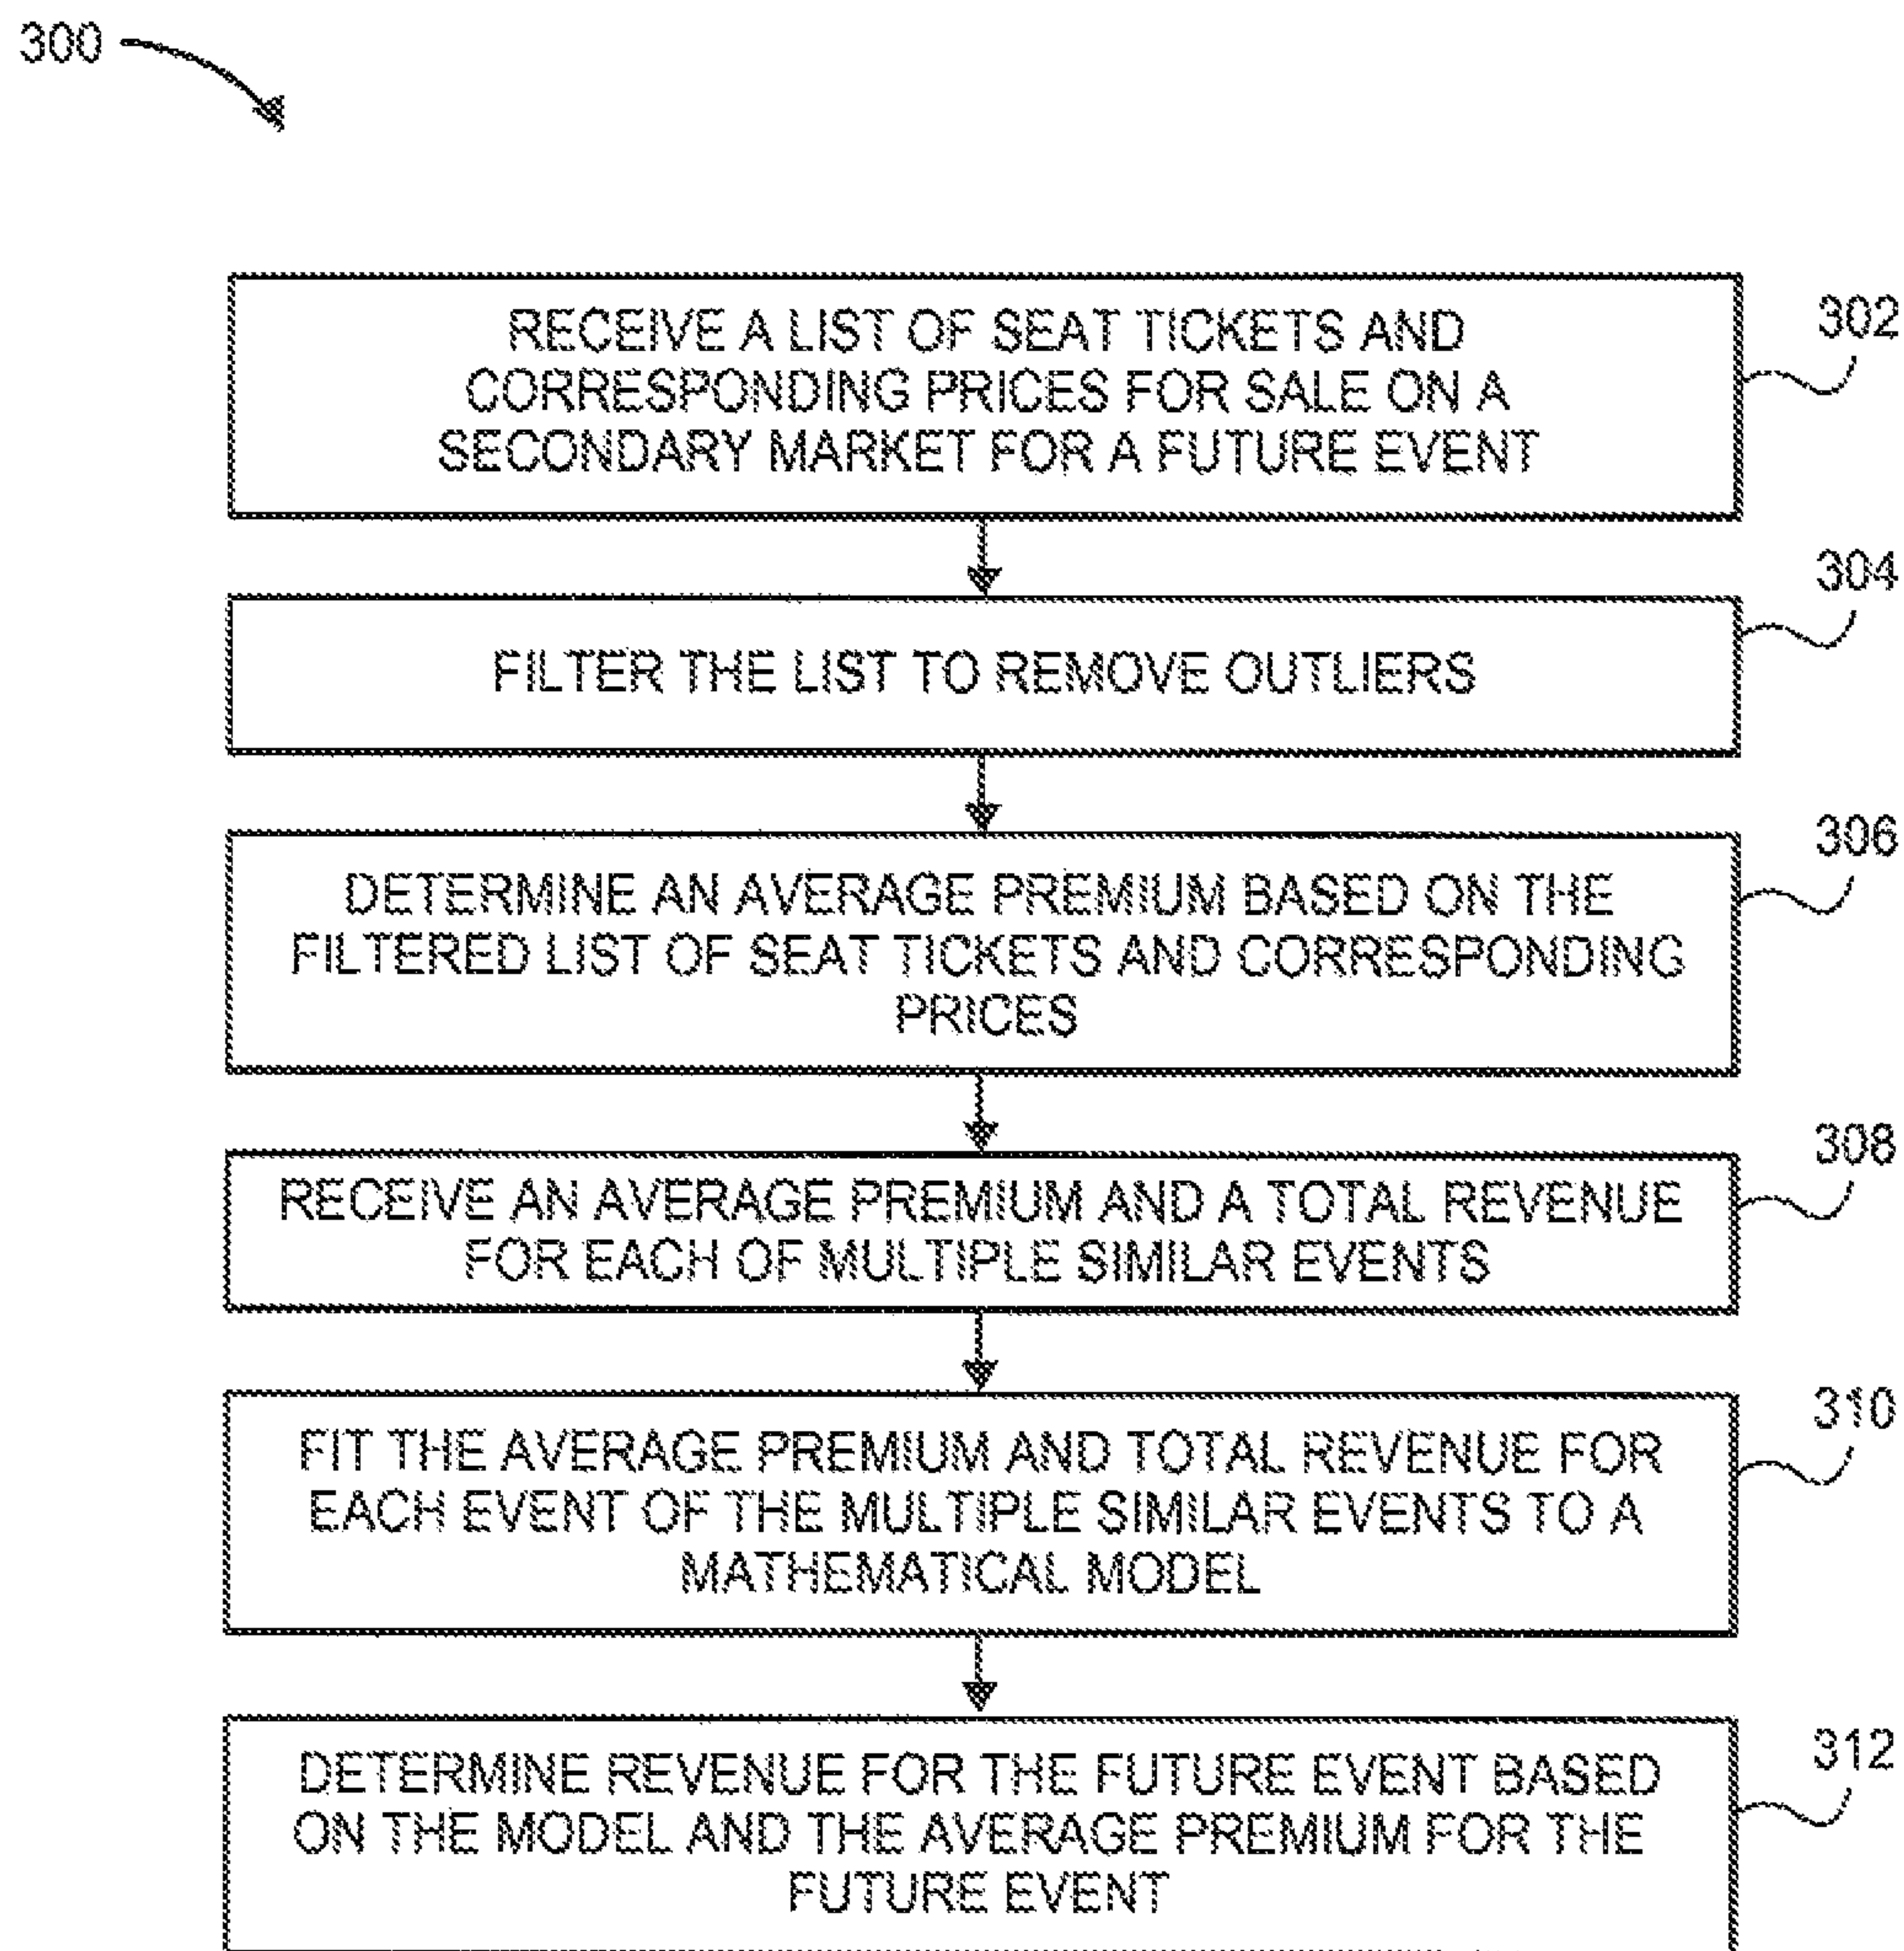 300
302
RECEIVE A LIST OF SEAT TICKETS AND
CORRESPONDING PRICES FOR SALE ON A
SECONDARY MARKET FOR A FUTURE EVENT
304
FILTER THE LIST TO REMOVE OUTLIERS
306
DETERMINE AN AVERAGE PREMIUM BASED ON THE
FILTERED LIST OF SEAT TICKETS AND CORRESPONDING
PRICES
308
RECEIVE AN AVERAGE PREMIUM AND A TOTAL REVENUE
FOR EACH OF MULTIPLE SIMILAR EVENTS
310
FIT THE AVERAGE PREMIUM AND TOTAL REVENUE FOR
EACH EVENT OF THE MULTIPLE SIMILAR EVENTS TO A
MATHEMATICAL MODEL
312
DETERMINE REVENUE FOR THE FUTURE EVENT BASED
ON THE MODEL AND THE AVERAGE PREMIUM FOR THE
FUTURE EVENT